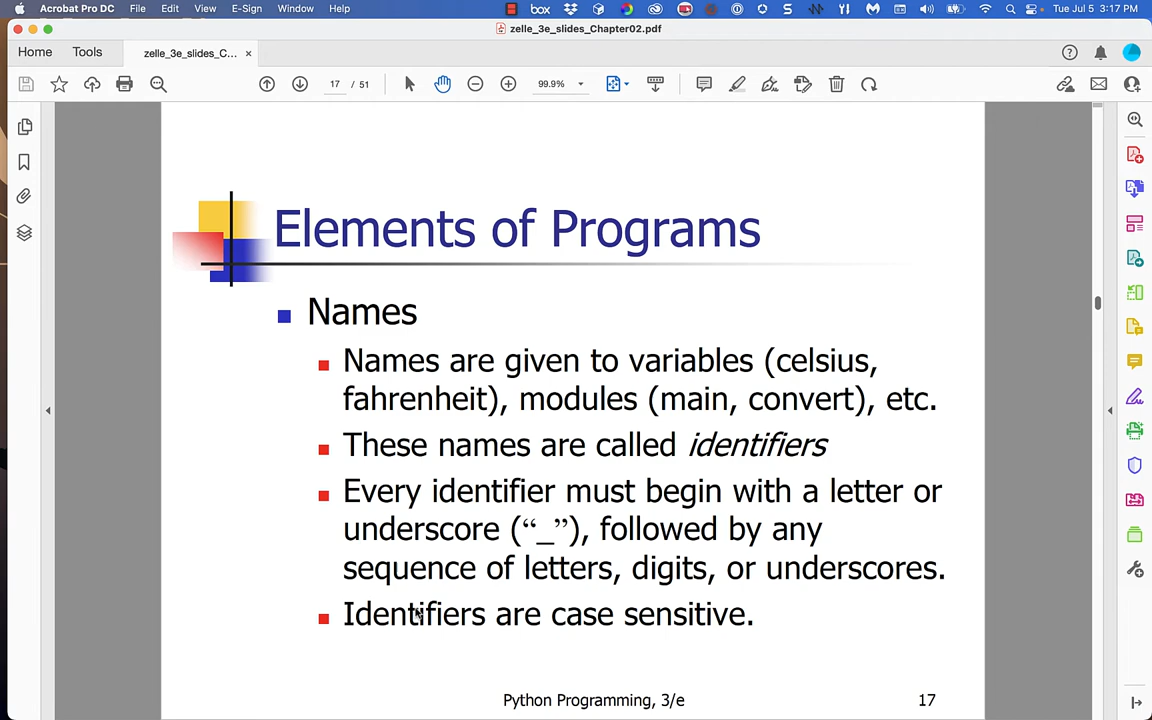 Acrobat Pro DC File Edit View E-Sign Window Help box Tue Jul 5 3:17 PM
zelle_3e_slides_Chapter02.pdf
Home Tools zelle_3e_slides_C... ×
17 / 51 99.9%
Elements of Programs
Names
Names are given to variables (celsius,
fahrenheit), modules (main, convert), etc.
These names are called identifiers
Every identifier must begin with a letter or
underscore (“_”), followed by any
sequence of letters, digits, or underscores.
Identifiers are case sensitive.
Python Programming, 3/e 17